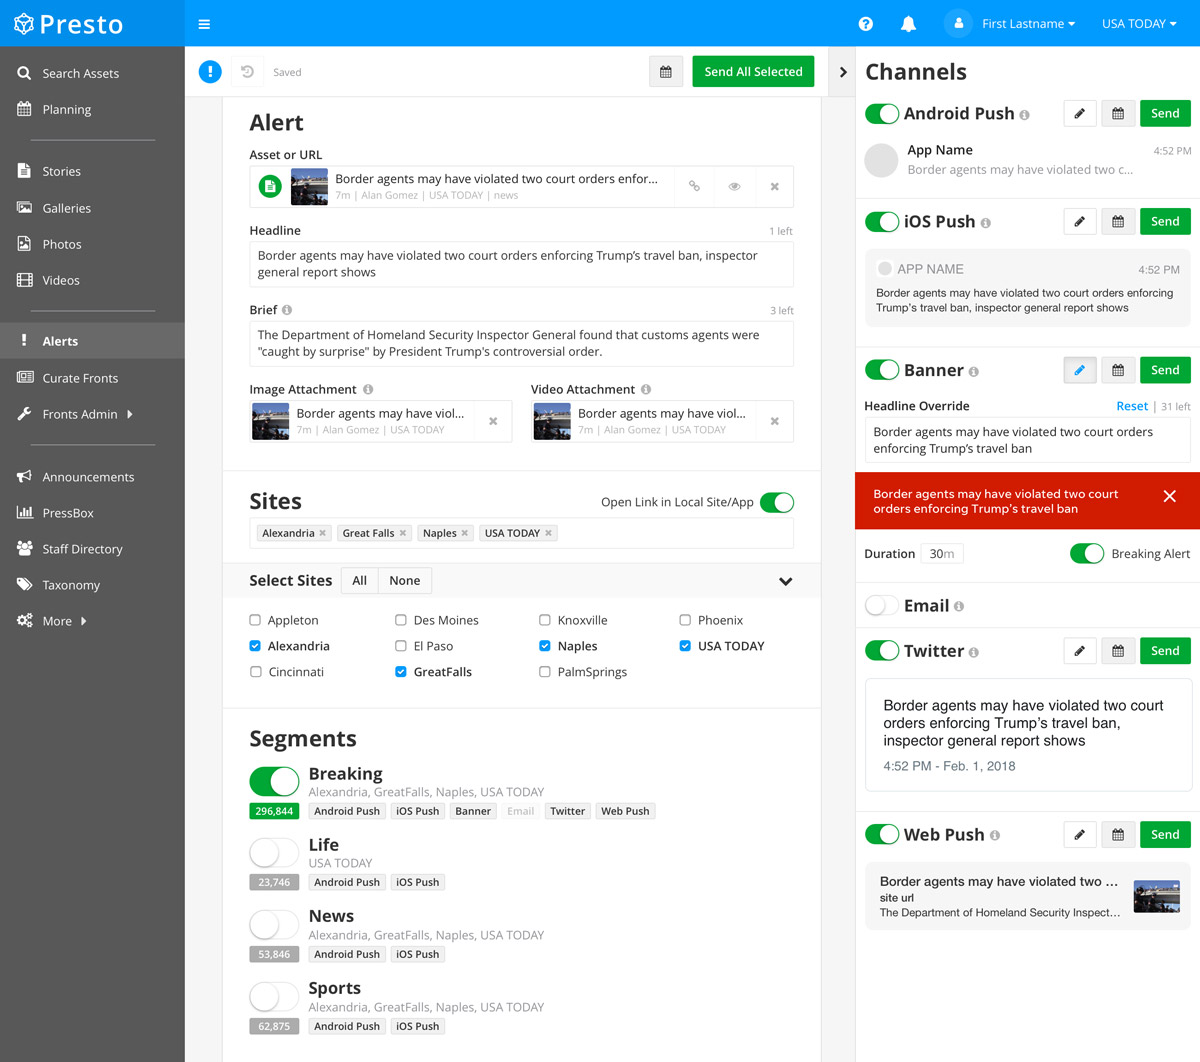 Presto
First Lastname
USA TODAY
Search Assets
Planning
Stories
Galleries
Photos
Videos
Alerts
Curate Fronts
Fronts Admin
Announcements
PressBox
Staff Directory
Taxonomy
More
Saved
Send All Selected
Alert
Asset or URL
Border agents may have violated two court orders enfor...
7m | Alan Gomez | USA TODAY | news
Headline
1 left
Border agents may have violated two court orders enforcing Trump’s travel ban, inspector
general report shows
Brief
3 left
The Department of Homeland Security Inspector General found that customs agents were
"caught by surprise" by President Trump's controversial order.
Image Attachment
Video Attachment
Border agents may have viol...
7m | Alan Gomez | USA TODAY
Border agents may have viol...
7m | Alan Gomez | USA TODAY
Sites
Open Link in Local Site/App
Alexandria Great Falls Naples USA TODAY
Select Sites All None
Appleton Des Moines Knoxville Phoenix
Alexandria El Paso Naples USA TODAY
Cincinnati GreatFalls PalmSprings
Segments
Breaking
Alexandria, GreatFalls, Naples, USA TODAY
296,844 Android Push iOS Push Banner Email Twitter Web Push
Life
USA TODAY
23,746 Android Push iOS Push
News
Alexandria, GreatFalls, Naples, USA TODAY
53,846 Android Push iOS Push
Sports
Alexandria, GreatFalls, Naples, USA TODAY
62,875 Android Push iOS Push
Channels
Android Push Send
App Name 4:52 PM
Border agents may have violated two c...
iOS Push Send
APP NAME 4:52 PM
Border agents may have violated two court orders enforcing
Trump’s travel ban, inspector general report shows
Banner Send
Headline Override Reset | 31 left
Border agents may have violated two court orders
enforcing Trump’s travel ban
Border agents may have violated two court
orders enforcing Trump’s travel ban
Duration 30m Breaking Alert
Email
Twitter Send
Border agents may have violated two court
orders enforcing Trump’s travel ban,
inspector general report shows
4:52 PM - Feb. 1, 2018
Web Push Send
Border agents may have violated two ...
site url
The Department of Homeland Security Inspect...